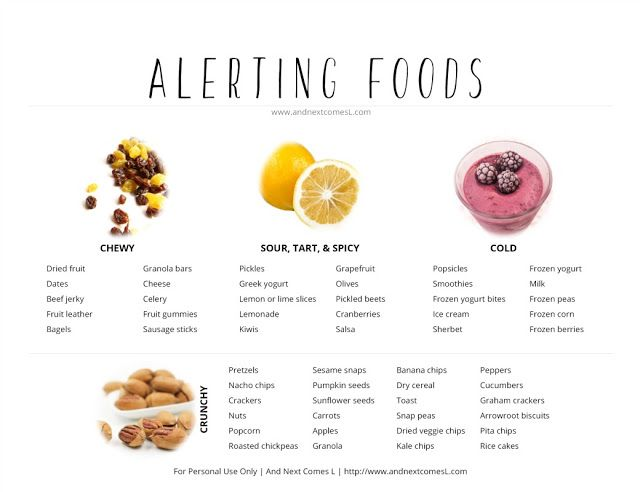 ALERTING FOODS
www.andnextcomesL.com
CHEWY
Dried fruit
Dates
Beef jerky
Fruit leather
Bagels
Granola bars
Cheese
Celery
Fruit gummies
Sausage sticks
SOUR, TART, & SPICY
Pickles
Greek yogurt
Lemon or lime slices
Lemonade
Kiwis
Grapefruit
Olives
Pickled beets
Cranberries
Salsa
COLD
Popsicles
Smoothies
Frozen yogurt bites
Ice cream
Sherbet
Frozen yogurt
Milk
Frozen peas
Frozen corn
Frozen berries
CRUNCHY
Pretzels
Nacho chips
Crackers
Nuts
Popcorn
Roasted chickpeas
Sesame snaps
Pumpkin seeds
Sunflower seeds
Carrots
Apples
Granola
Banana chips
Dry cereal
Toast
Snap peas
Dried veggie chips
Kale chips
Peppers
Cucumbers
Graham crackers
Arrowroot biscuits
Pita chips
Rice cakes
For Personal Use Only | And Next Comes L | http://www.andnextcomesL.com